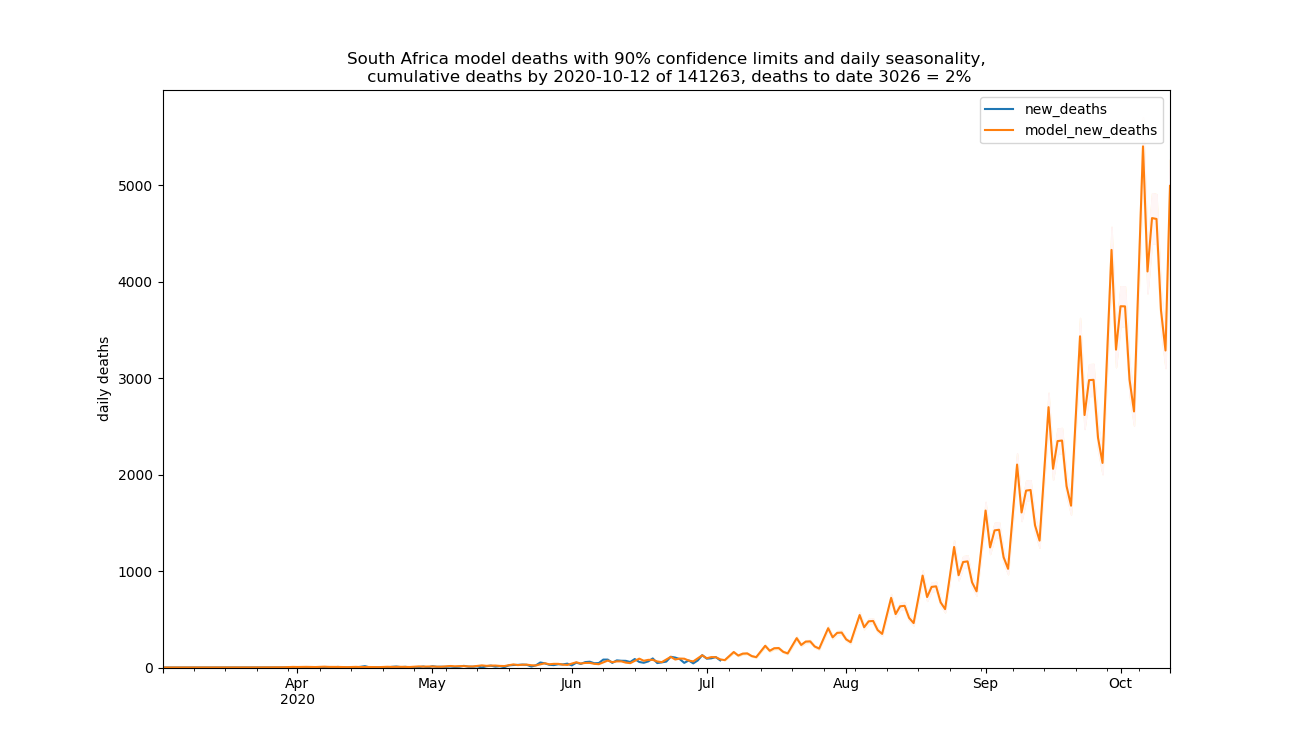 South Africa model deaths with 90% confidence limits and daily seasonality,
cumulative deaths by 2020-10-12 of 141263, deaths to date 3026 = 2%
new_deaths
model_new_deaths
daily deaths
5000
4000
3000
2000
1000
0
Apr
2020
May
Jun
Jul
Aug
Sep
Oct